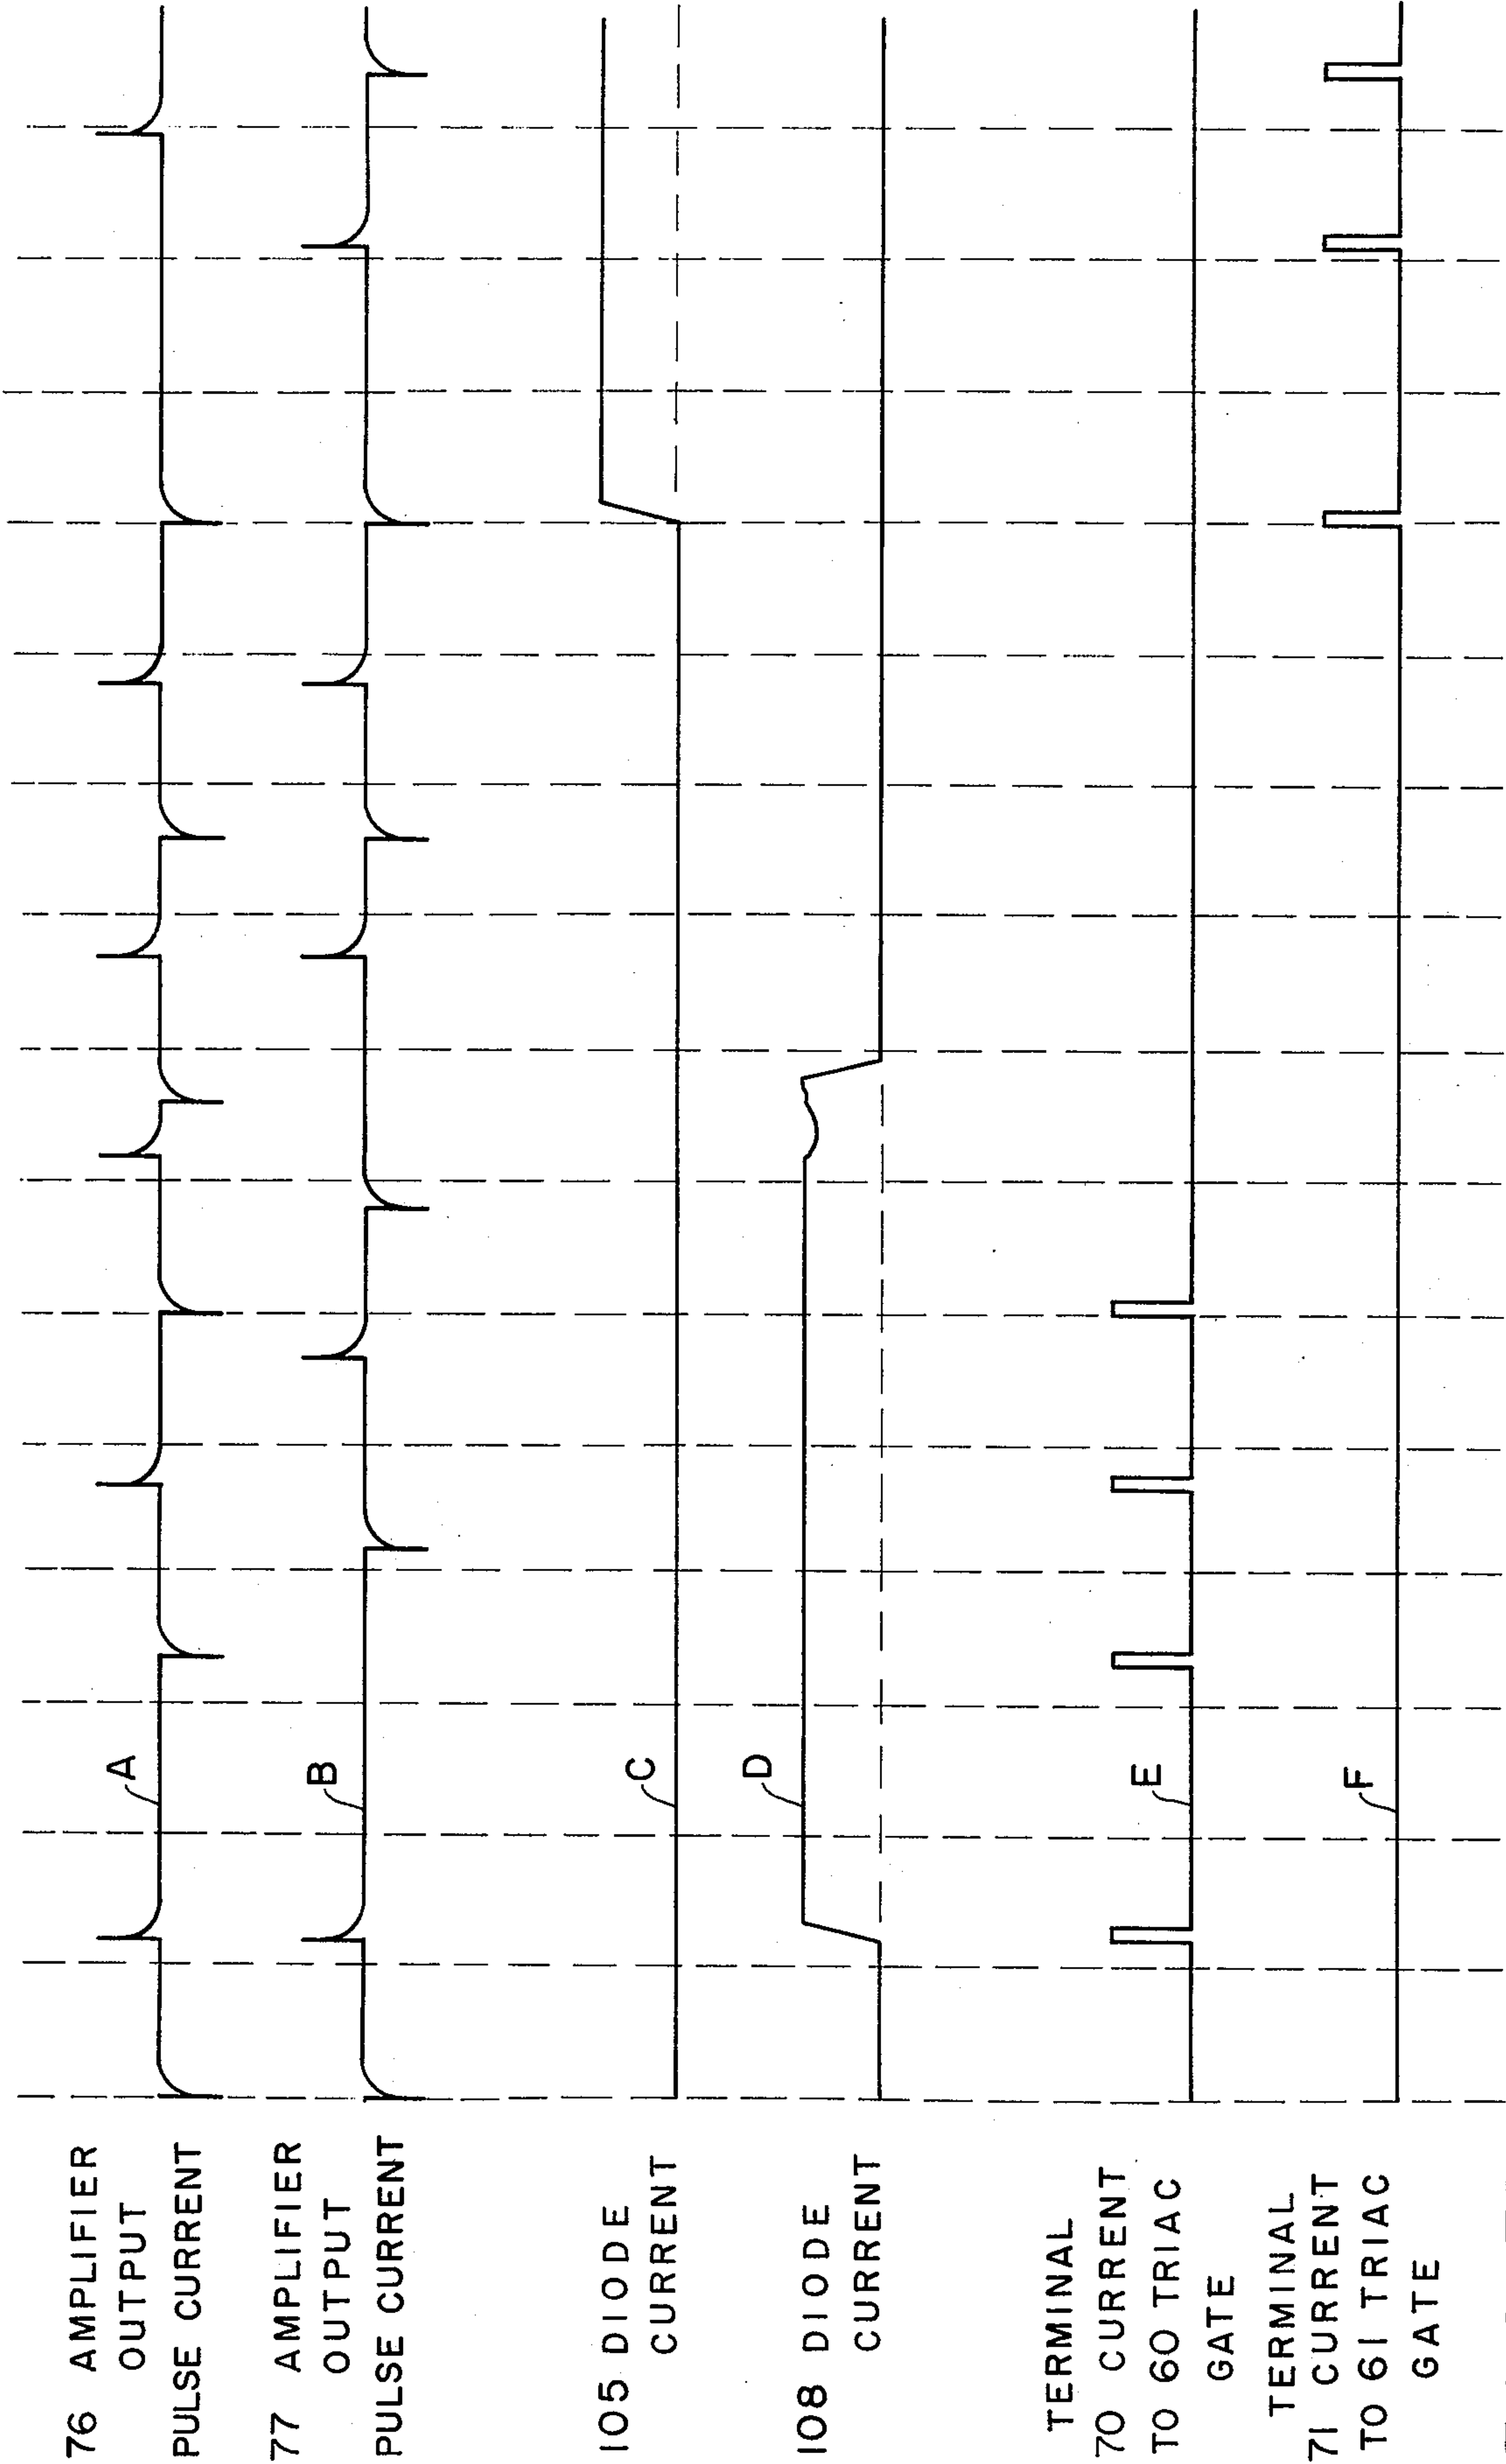 76 AMPLIFIER
OUTPUT
PULSE CURRENT
77 AMPLIFIER
OUTPUT
PULSE CURRENT
105 DIODE
CURRENT
108 DIODE
CURRENT
TERMINAL
70 CURRENT
TO 60 TRIAC
GATE
TERMINAL
71 CURRENT
TO 61 TRIAC
GATE
A
B
C
D
E
F